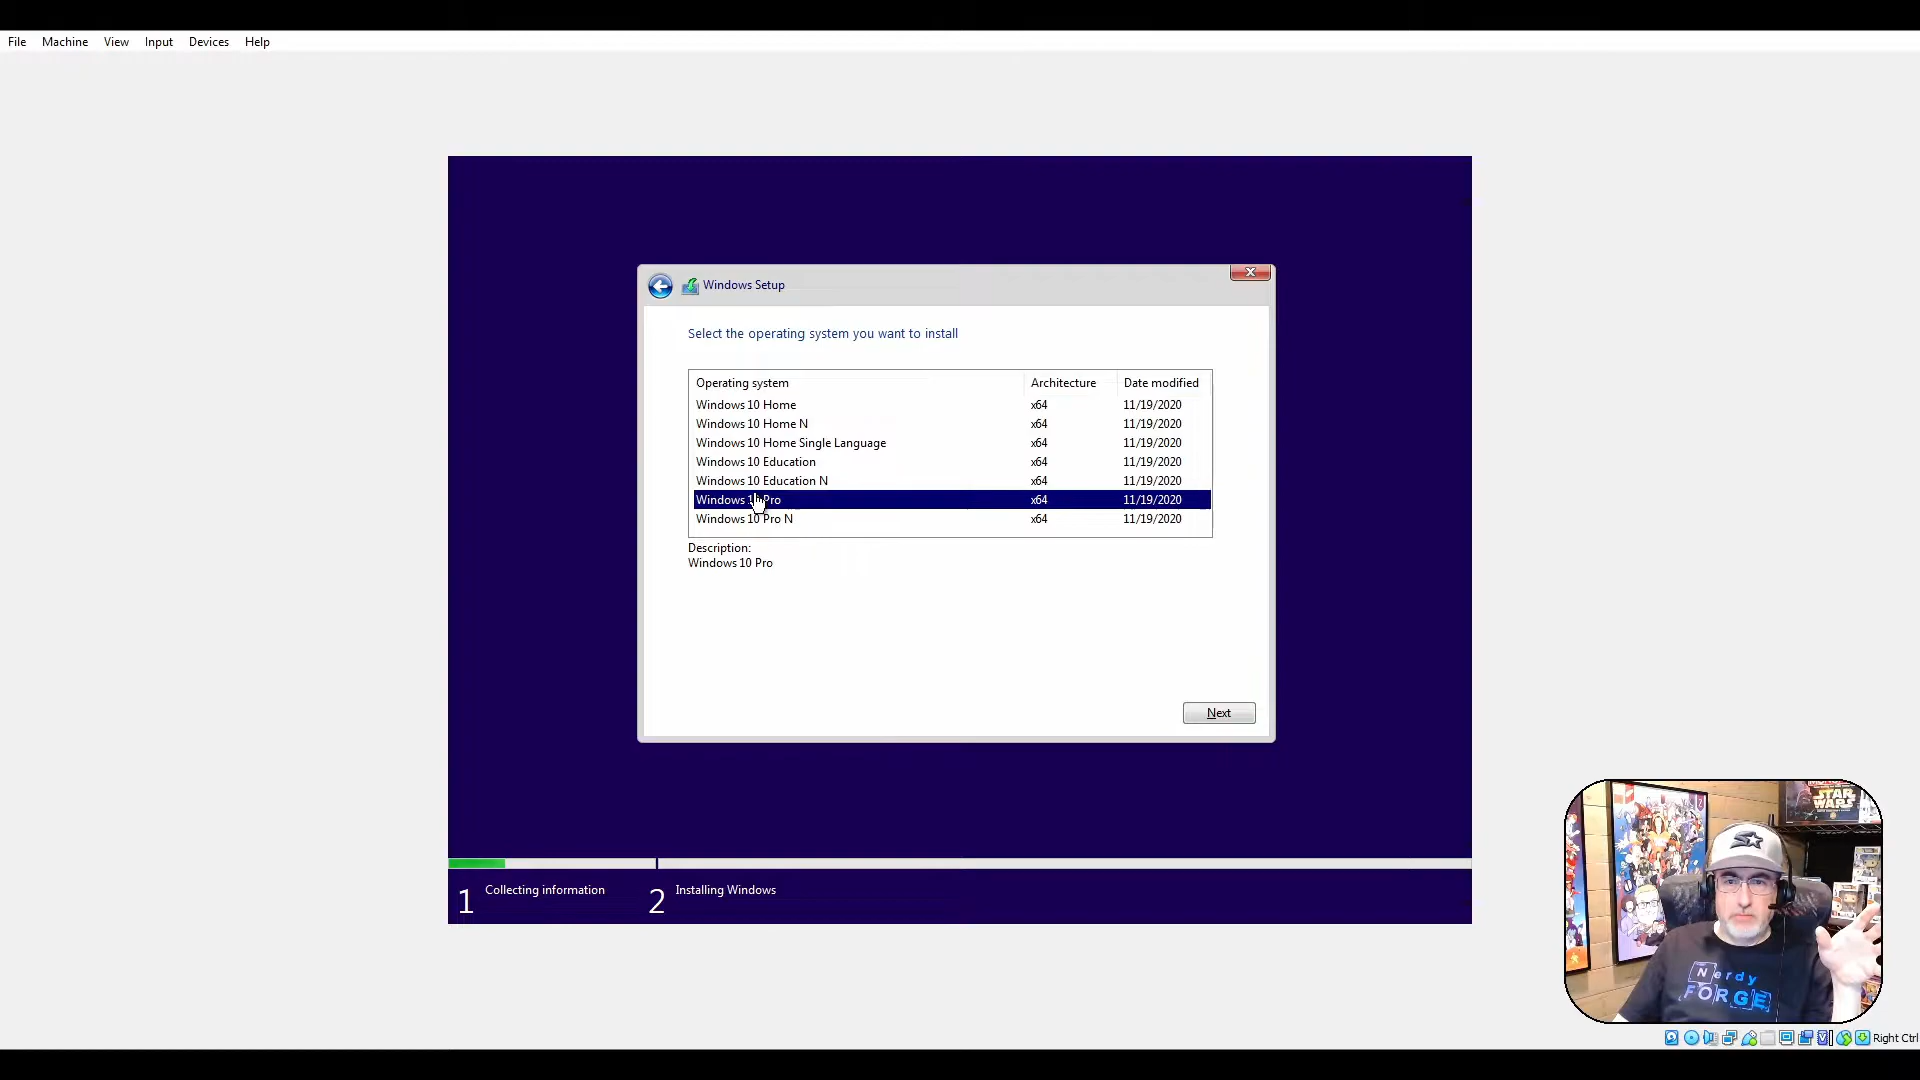 File Machine View Input Devices Help
Windows Setup
Select the operating system you want to install
Operating system Architecture Date modified
Windows 10 Home x64 11/19/2020
Windows 10 Home N x64 11/19/2020
Windows 10 Home Single Language x64 11/19/2020
Windows 10 Education x64 11/19/2020
Windows 10 Education N x64 11/19/2020
Windows 10 Pro x64 11/19/2020
Windows 10 Pro N x64 11/19/2020
Description:
Windows 10 Pro
Next
1 Collecting information 2 Installing Windows
STAR
WARS
Nerdy
FORGE
Right Ctrl